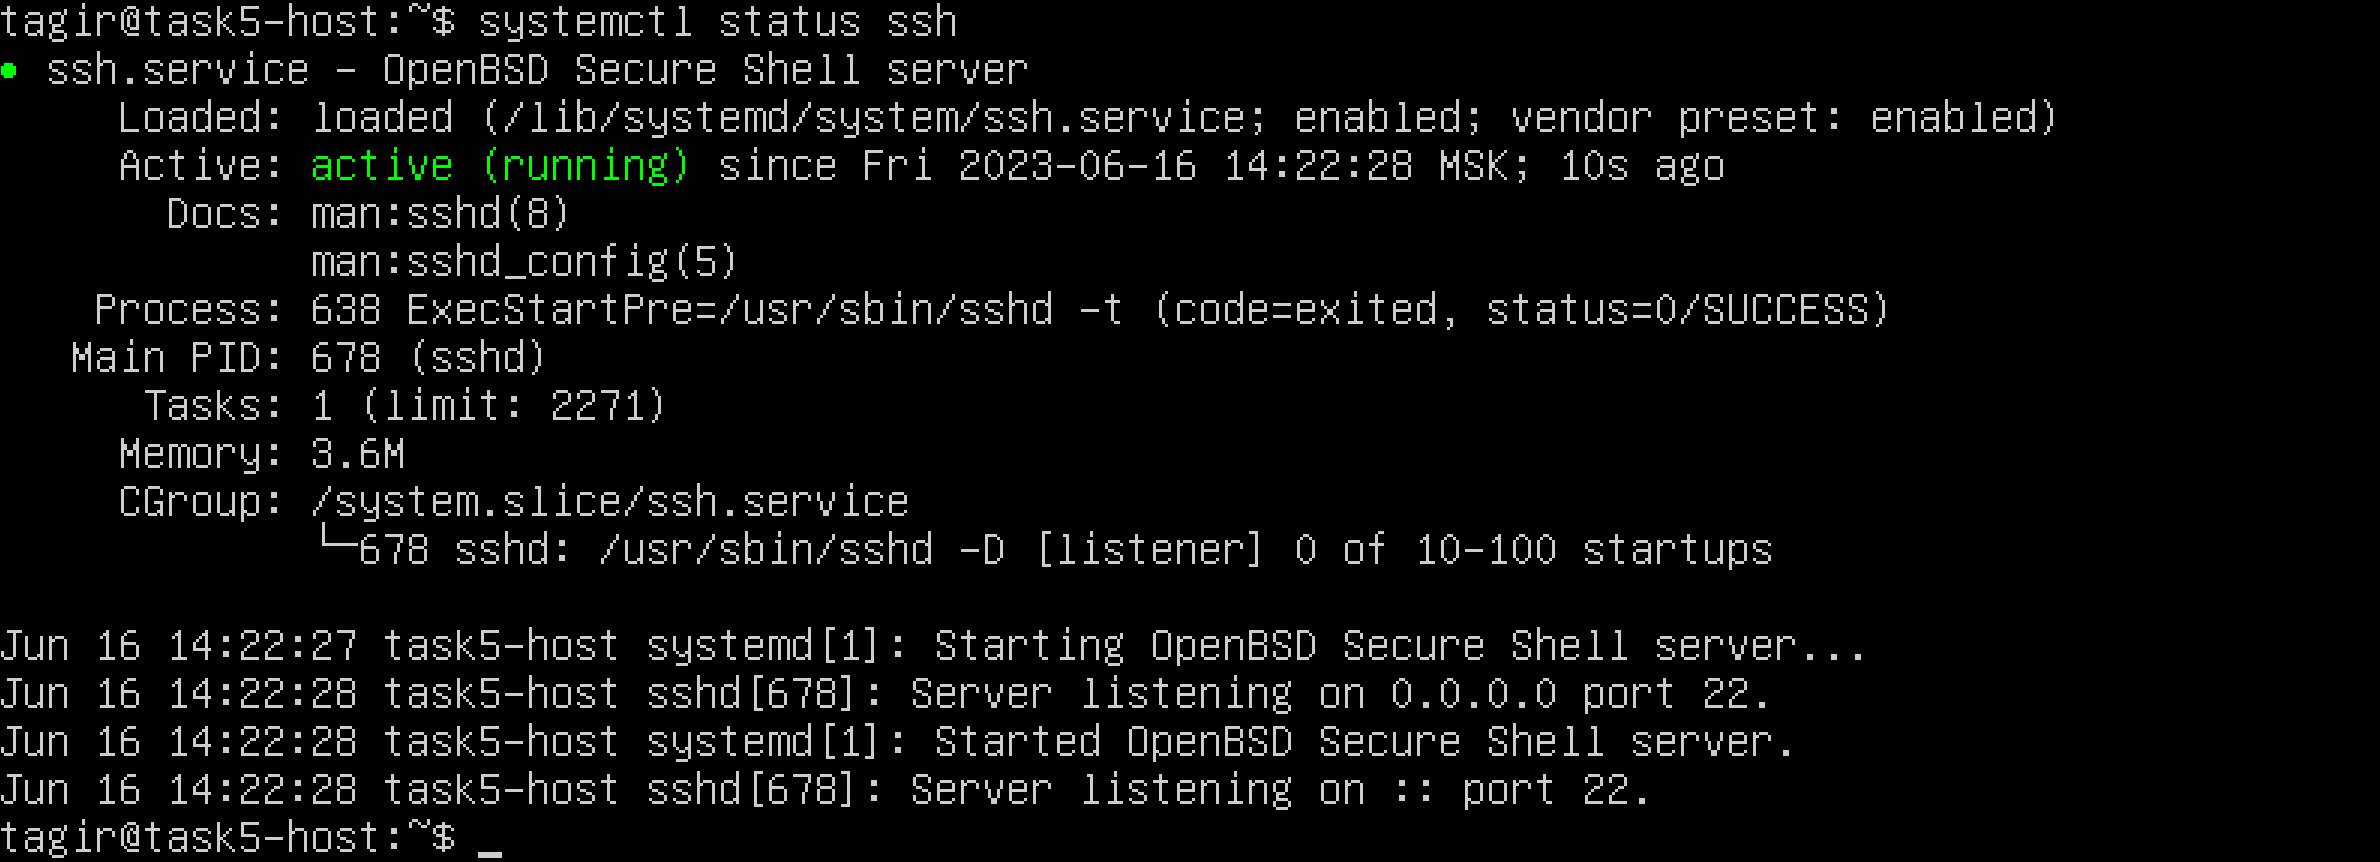 tagir@task5-host:~$ systemctl status ssh
● ssh.service - OpenBSD Secure Shell server
     Loaded: loaded (/lib/systemd/system/ssh.service; enabled; vendor preset: enabled)
     Active: active (running) since Fri 2023-06-16 14:22:28 MSK; 10s ago
       Docs: man:sshd(8)
             man:sshd_config(5)
    Process: 638 ExecStartPre=/usr/sbin/sshd -t (code=exited, status=0/SUCCESS)
   Main PID: 678 (sshd)
      Tasks: 1 (limit: 2271)
     Memory: 3.6M
     CGroup: /system.slice/ssh.service
             └─678 sshd: /usr/sbin/sshd -D [listener] 0 of 10-100 startups

Jun 16 14:22:27 task5-host systemd[1]: Starting OpenBSD Secure Shell server...
Jun 16 14:22:28 task5-host sshd[678]: Server listening on 0.0.0.0 port 22.
Jun 16 14:22:28 task5-host systemd[1]: Started OpenBSD Secure Shell server.
Jun 16 14:22:28 task5-host sshd[678]: Server listening on :: port 22.
tagir@task5-host:~$ _